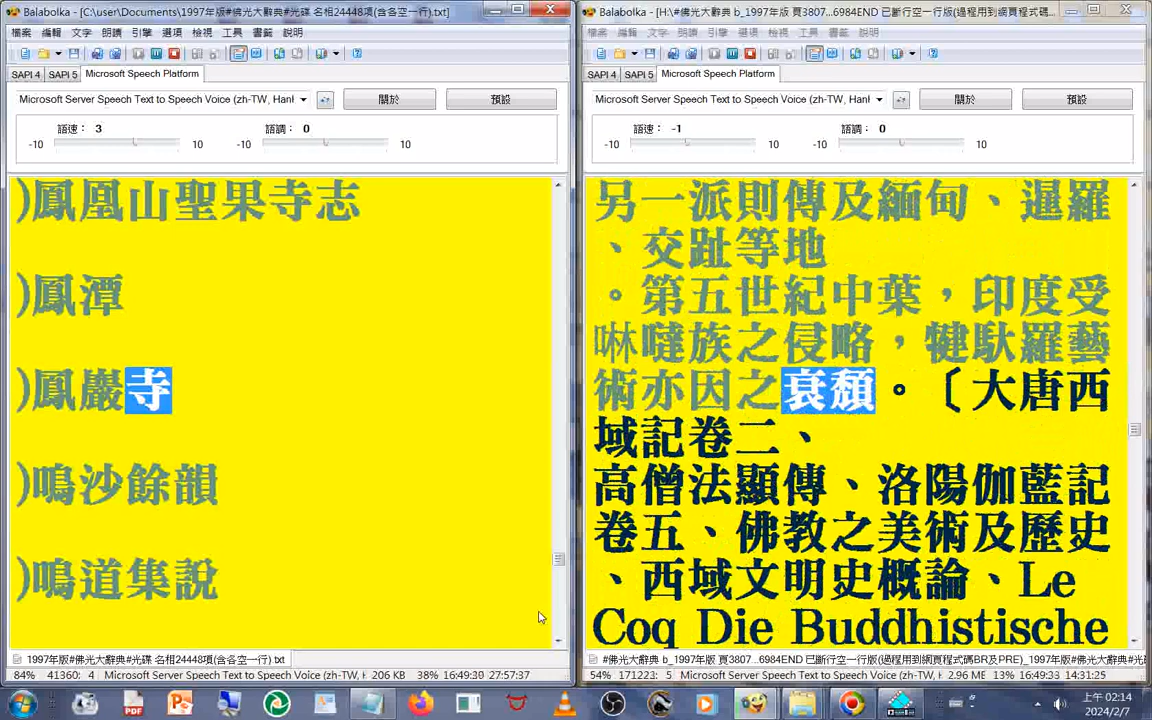 Balabolka - [C:\user\Documents\1997年版#佛光大辭典#光碟 名相24448項(含各空一行).txt]
檔案 編輯 文字 朗讀 引擎 選項 檢視 工具 書籤 說明
SAPI 4 SAPI 5 Microsoft Speech Platform
Microsoft Server Speech Text to Speech Voice (zh-TW, Hanl
關於
預設
語速： 3
語調： 0
-10 10 -10 10
)鳳凰山聖果寺志
)鳳潭
)鳳巖寺
)鳴沙餘韻
)鳴道集說
1997年版#佛光大辭典#光碟 名相24448項(含各空一行).txt
84% 41360: 4 Microsoft Server Speech Text to Speech Voice (zh-TW, H 206 KB 38% 16:49:30 27:57:37
Balabolka - [H:\#佛光大辭典 b_1997年版 頁3807...6984END 已斷行空一行版(過程用到網頁程式碼
檔案 編輯 文字 朗讀 引擎 選項 檢視 工具 書籤 說明
SAPI 4 SAPI 5 Microsoft Speech Platform
Microsoft Server Speech Text to Speech Voice (zh-TW, Hanl
關於
預設
語速： -1
語調： 0
-10 10 -10 10
另一派則傳及緬甸、暹羅
、交趾等地
。第五世紀中葉，印度受
啉噠族之侵略，犍馱羅藝
術亦因之衰頹。〔大唐西
域記卷二、
高僧法顯傳、洛陽伽藍記
卷五、佛教之美術及歷史
、西域文明史概論、Le
Coq Die Buddhistische
#佛光大辭典 b_1997年版 頁3807...6984END 已斷行空一行版(過程用到網頁程式碼BR及PRE)_1997年版#光
54% 171223: 5 Microsoft Server Speech Text to Speech Voice (zh-TW, H 2.96 MB 13% 16:49:33 14:31:25
PDF
上午 02:14
2024/2/7